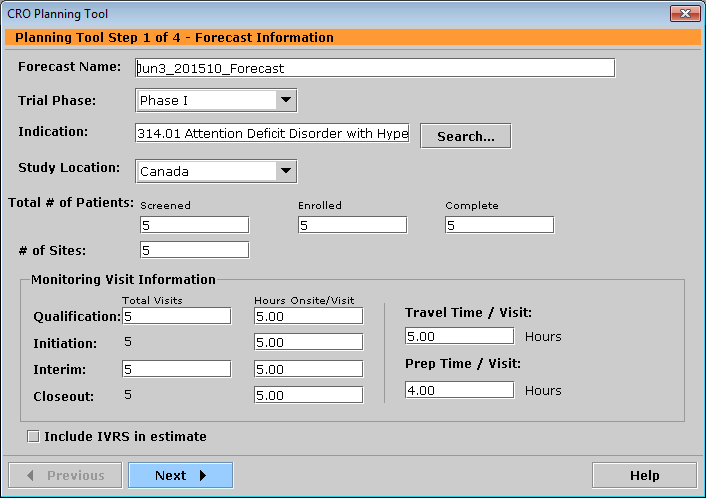 CRO Planning Tool
Planning Tool Step 1 of 4 - Forecast Information
Forecast Name: Jun3_201510_Forecast
Trial Phase: Phase I
Indication: 314.01 Attention Deficit Disorder with Hype Search...
Study Location: Canada
Total # of Patients: Screened Enrolled Complete
5 5 5
# of Sites: 5
Monitoring Visit Information
Total Visits Hours Onsite/Visit Travel Time / Visit:
Qualification: 5 5.00
5.00 Hours
Initiation: 5 5.00
Prep Time / Visit:
Interim: 5 5.00
4.00 Hours
Closeout: 5 5.00
Include IVRS in estimate
Previous Next Help